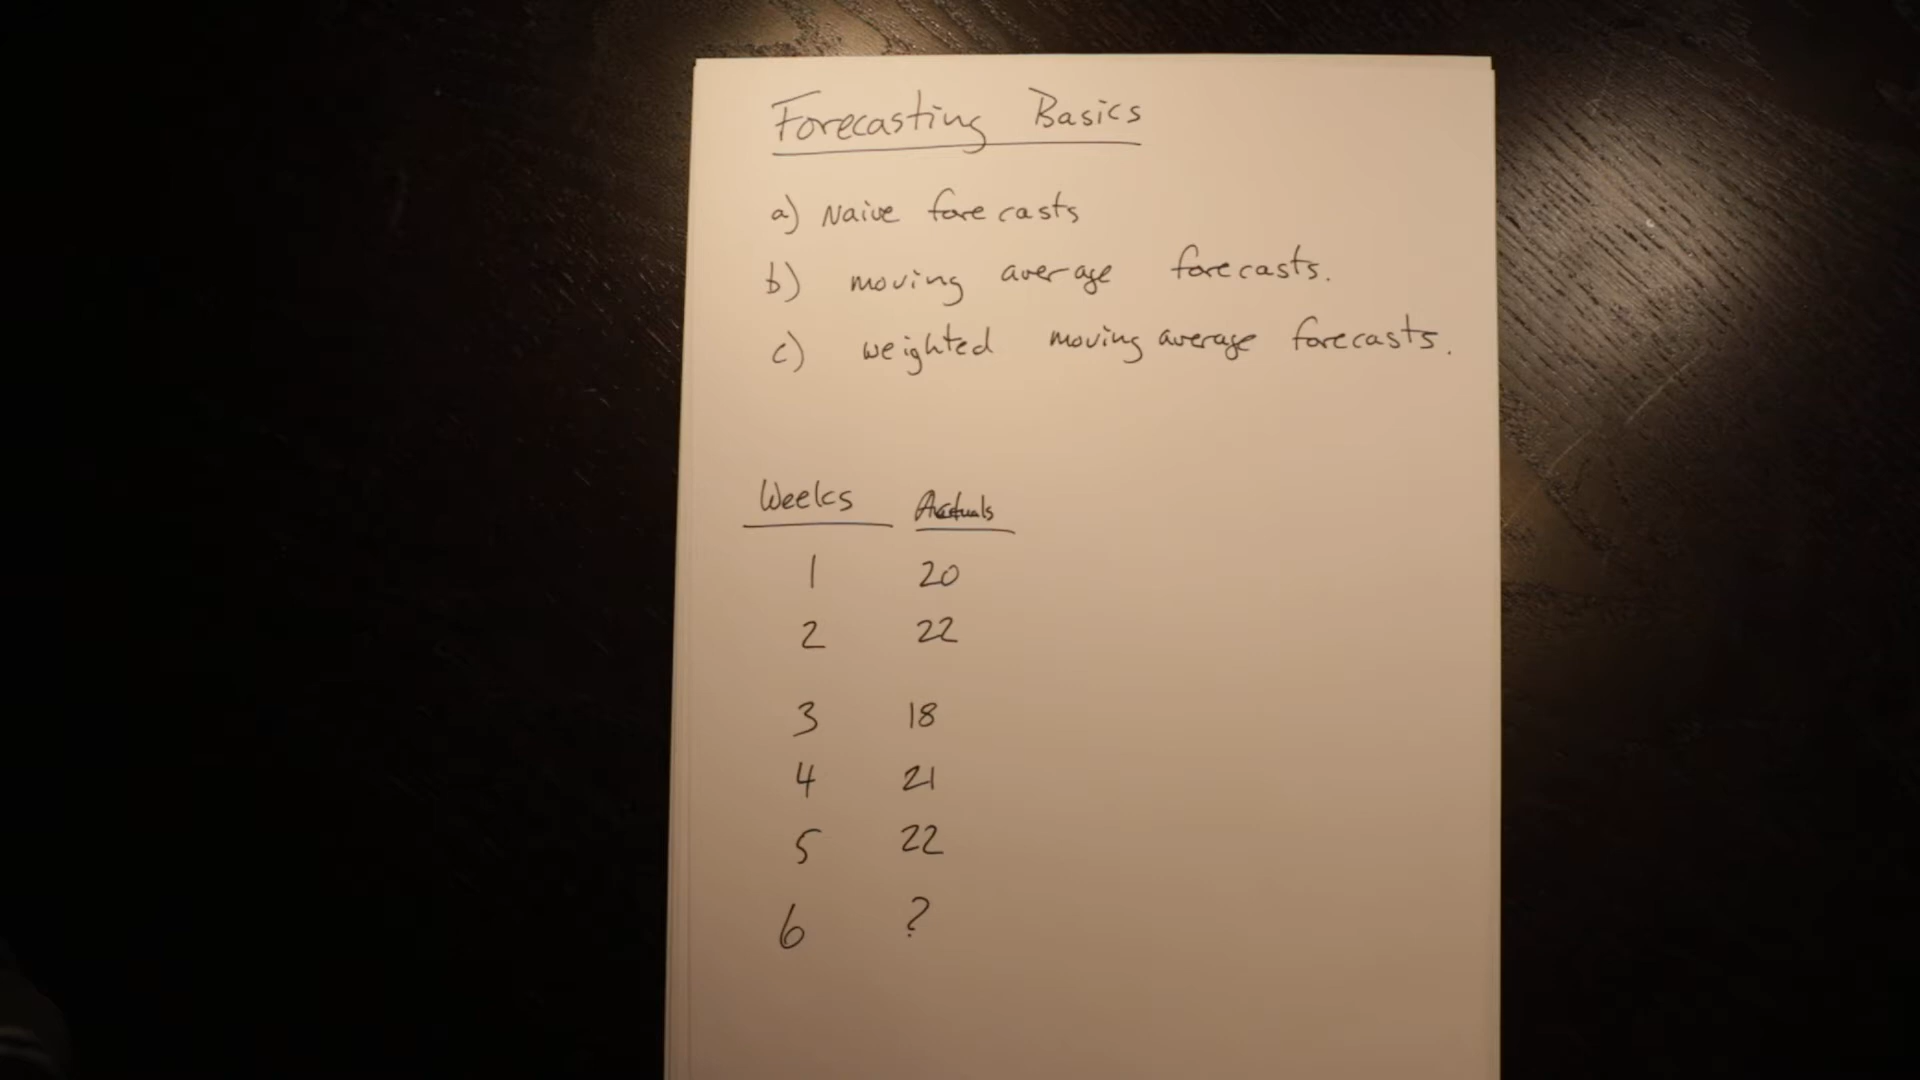 Forecasting Basics
a) Naive forecasts
b) moving average forecasts.
c) weighted moving average forecasts.
Weeks Actuals
1 20
2 22
3 18
4 21
5 22
6 ?